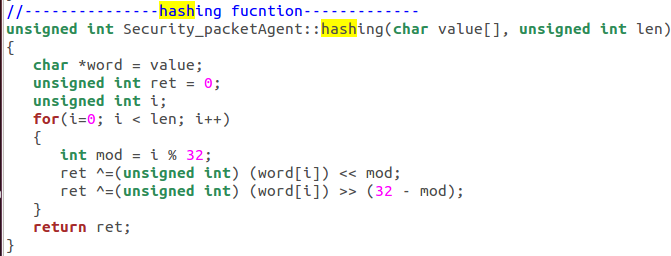 //---------------hashing fucntion-------------
unsigned int Security_packetAgent::hashing(char value[], unsigned int len)
{
   char *word = value;
   unsigned int ret = 0;
   unsigned int i;
   for(i=0; i < len; i++)
   {
      int mod = i % 32;
      ret ^=(unsigned int) (word[i]) << mod;
      ret ^=(unsigned int) (word[i]) >> (32 - mod);
   }
   return ret;
}